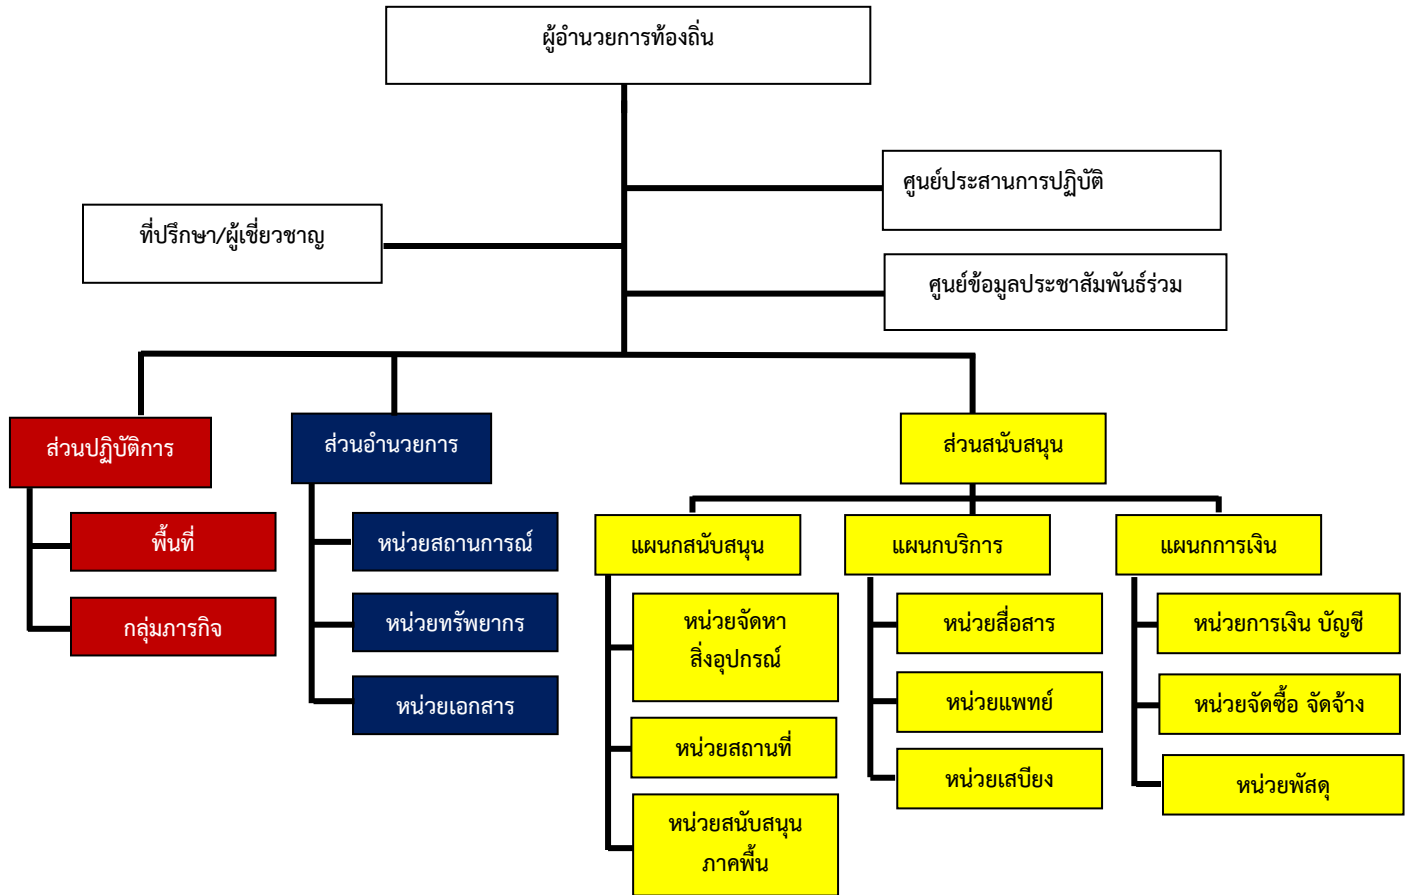 ผู้อำนวยการท้องถิ่น
ศูนย์ประสานการปฏิบัติ
ที่ปรึกษา/ผู้เชี่ยวชาญ
ศูนย์ข้อมูลประชาสัมพันธ์ร่วม
ส่วนปฏิบัติการ
พื้นที่
กลุ่มภารกิจ
ส่วนอำนวยการ
หน่วยสถานการณ์
หน่วยทรัพยากร
หน่วยเอกสาร
ส่วนสนับสนุน
แผนกสนับสนุน
หน่วยจัดหา
สิ่งอุปกรณ์
หน่วยสถานที่
หน่วยสนับสนุน
ภาคพื้น
แผนกบริการ
หน่วยสื่อสาร
หน่วยแพทย์
หน่วยเสบียง
แผนกการเงิน
หน่วยการเงิน บัญชี
หน่วยจัดซื้อ จัดจ้าง
หน่วยพัสดุ